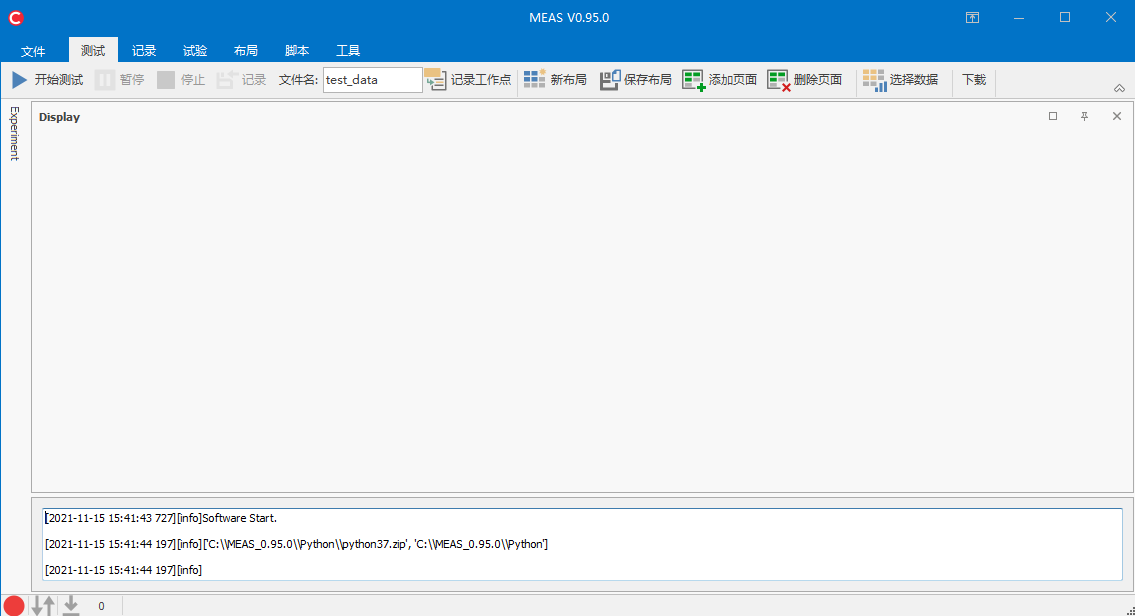 MEAS V0.95.0
文件 测试 记录 试验 布局 脚本 工具
开始测试 暂停 停止 记录 文件名: test_data 记录工作点 新布局 保存布局 添加页面 删除页面 选择数据 下载
Experiment
Display
[2021-11-15 15:41:43 727][info]Software Start.
[2021-11-15 15:41:44 197][info]['C:\\MEAS_0.95.0\\Python\\python37.zip', 'C:\\MEAS_0.95.0\\Python']
[2021-11-15 15:41:44 197][info]
0